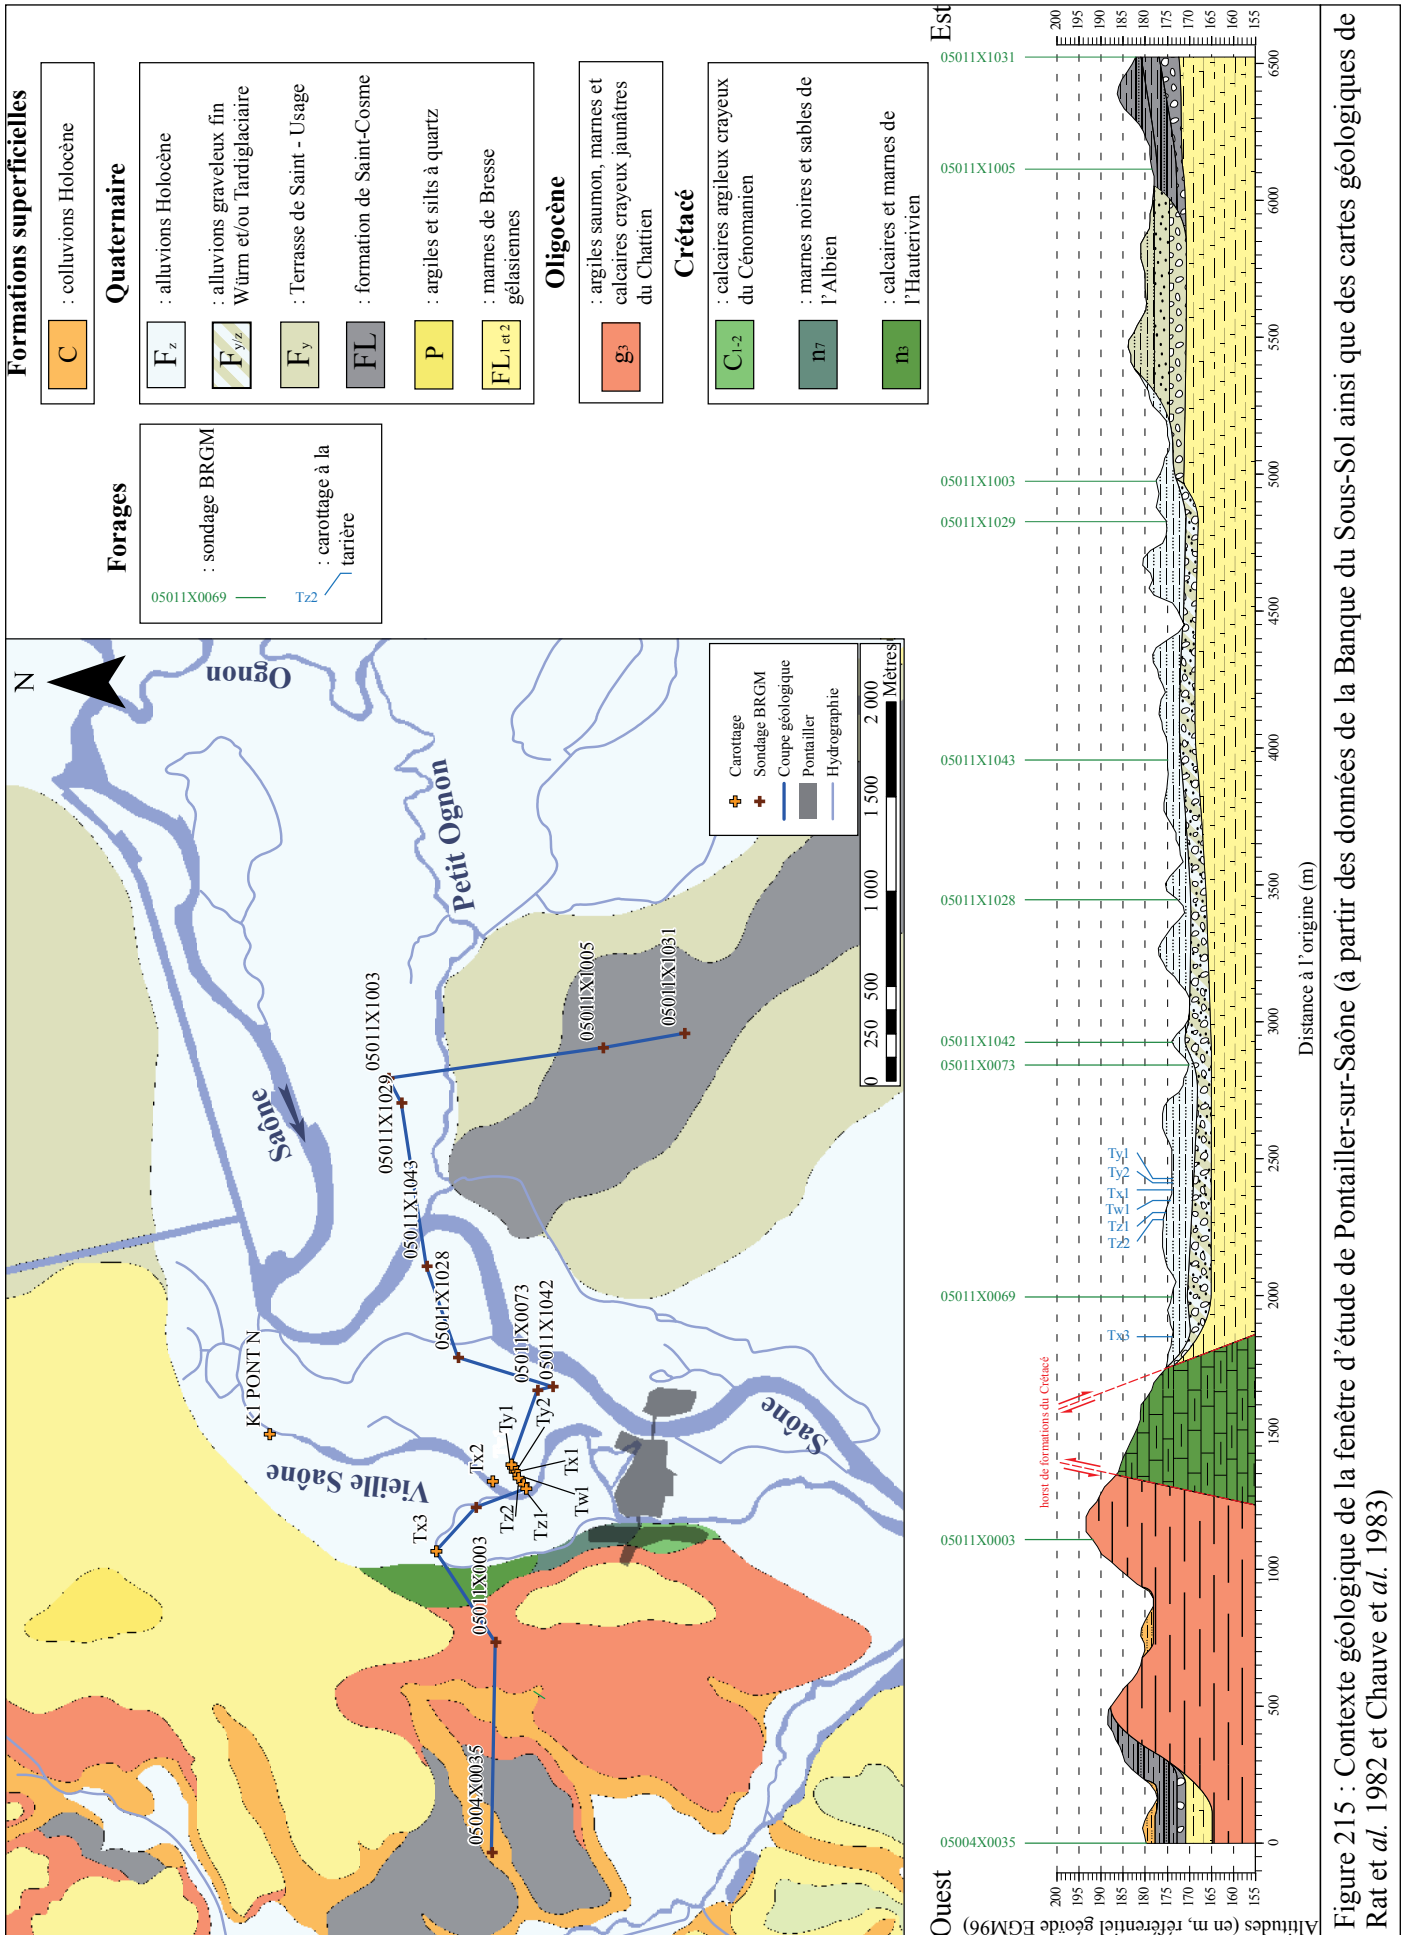 Formations superficielles
C
: colluvions Holocène
Quaternaire
Fz
: alluvions Holocène
Fy/z
: alluvions graveleux fin
Würm et/ou Tardiglaciaire
Fy
: Terrasse de Saint - Usage
FL
: formation de Saint-Cosme
P
: argiles et silts à quartz
FL1 et 2
: marnes de Bresse
gélasiennes
Oligocène
g3
: argiles saumon, marnes et
calcaires crayeux jaunâtres
du Chattien
Crétacé
C1-2
: calcaires argileux crayeux
du Cénomanien
n7
: marnes noires et sables de
l'Albien
n3
: calcaires et marnes de
l'Hauterivien
Forages
05011X0069
: sondage BRGM
Tz2
: carottage à la
tarière
N
Ognon
Petit Ognon
Saône
Vieille Saône
Saône
K1 PONT N
05011X1003
05011X1029
05011X1043
05011X1028
05011X0073
05011X1042
05011X1005
05011X1031
Ty1
Ty2
Tx2
Tx1
Tw1
Tz2
Tz1
Tx3
05011X0003
05004X0035
Carottage
Sondage BRGM
Coupe géologique
Pontailler
Hydrographie
0 250 500 1 000 1 500 2 000
Mètres
Ouest
Est
05004X0035
05011X0003
horst de formations du Crétacé
Tx3
05011X0069
Tz2
Tz1
Tw1
Tx1
Ty2
Ty1
05011X0073
05011X1042
05011X1028
05011X1043
05011X1029
05011X1003
05011X1005
05011X1031
Altitudes (en m, référentiel géoïde EGM96)
200
195
190
185
180
175
170
165
160
155
200
195
190
185
180
175
170
165
160
155
0 500 1000 1500 2000 2500 3000 3500 4000 4500 5000 5500 6000 6500
Distance à l'origine (m)
Figure 215 : Contexte géologique de la fenêtre d'étude de Pontailler-sur-Saône (à partir des données de la Banque du Sous-Sol ainsi que des cartes géologiques de
Rat et al. 1982 et Chauve et al. 1983)